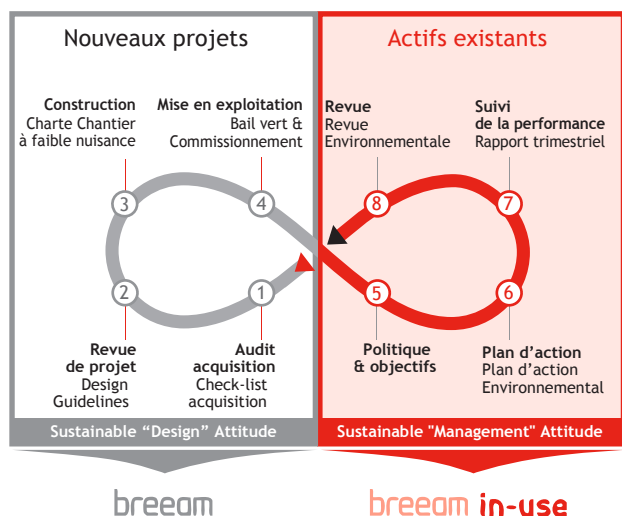 Nouveaux projets
Construction
Charte Chantier
à faible nuisance
Mise en exploitation
Bail vert &
Commissionnement
3
4
2
1
Revue
de projet
Design
Guidelines
Audit
acquisition
Check-list
acquisition
Sustainable “Design” Attitude
breeam
Actifs existants
Revue
Revue
Environnementale
Suivi
de la performance
Rapport trimestriel
8
7
5
6
Politique
& objectifs
Plan d’action
Plan d’action
Environnemental
Sustainable "Management" Attitude
breeam in-use